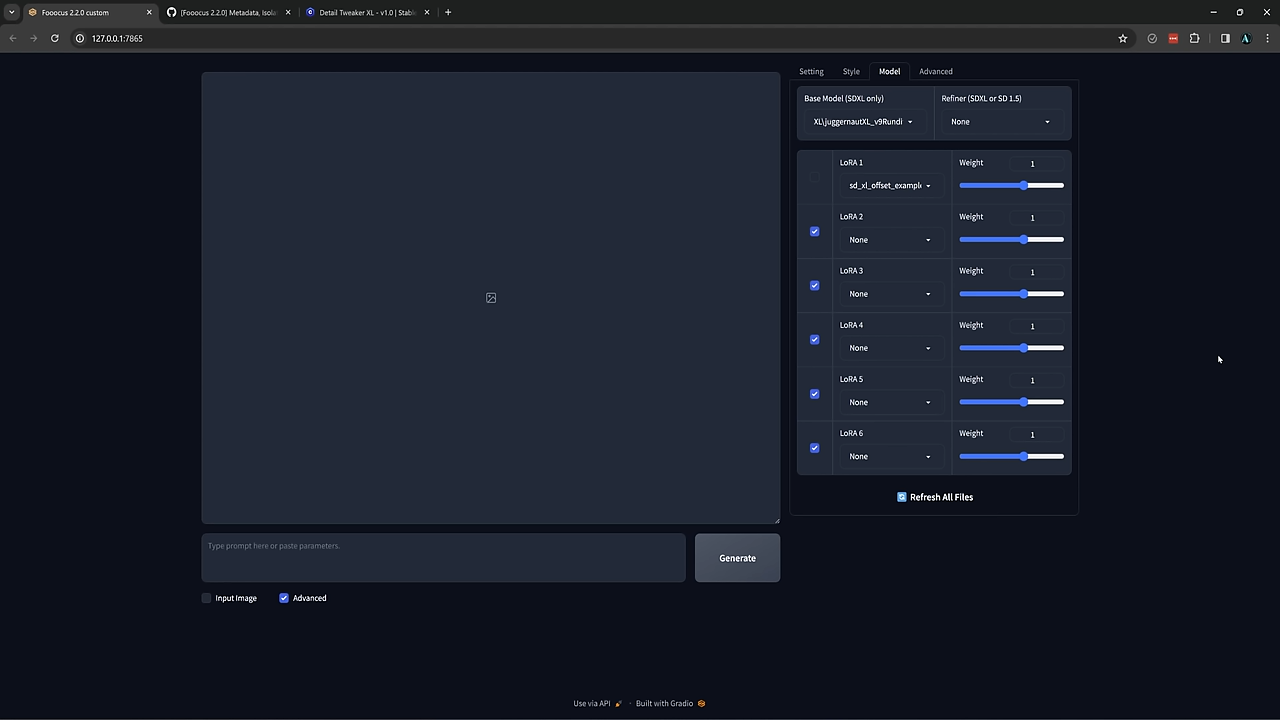 Fooocus 2.2.0 custom
[Fooocus 2.2.0] Metadata, Isola
Detail Tweaker XL - v1.0 | Stable
127.0.0.1:7865
Setting Style Model Advanced
Base Model (SDXL only) Refiner (SDXL or SD 1.5)
XL\juggernautXL_v9Rundi None
LoRA 1 Weight 1
sd_xl_offset_example
LoRA 2 Weight 1
None
LoRA 3 Weight 1
None
LoRA 4 Weight 1
None
LoRA 5 Weight 1
None
LoRA 6 Weight 1
None
Refresh All Files
Type prompt here or paste parameters.
Generate
Input Image Advanced
Use via API · Built with Gradio